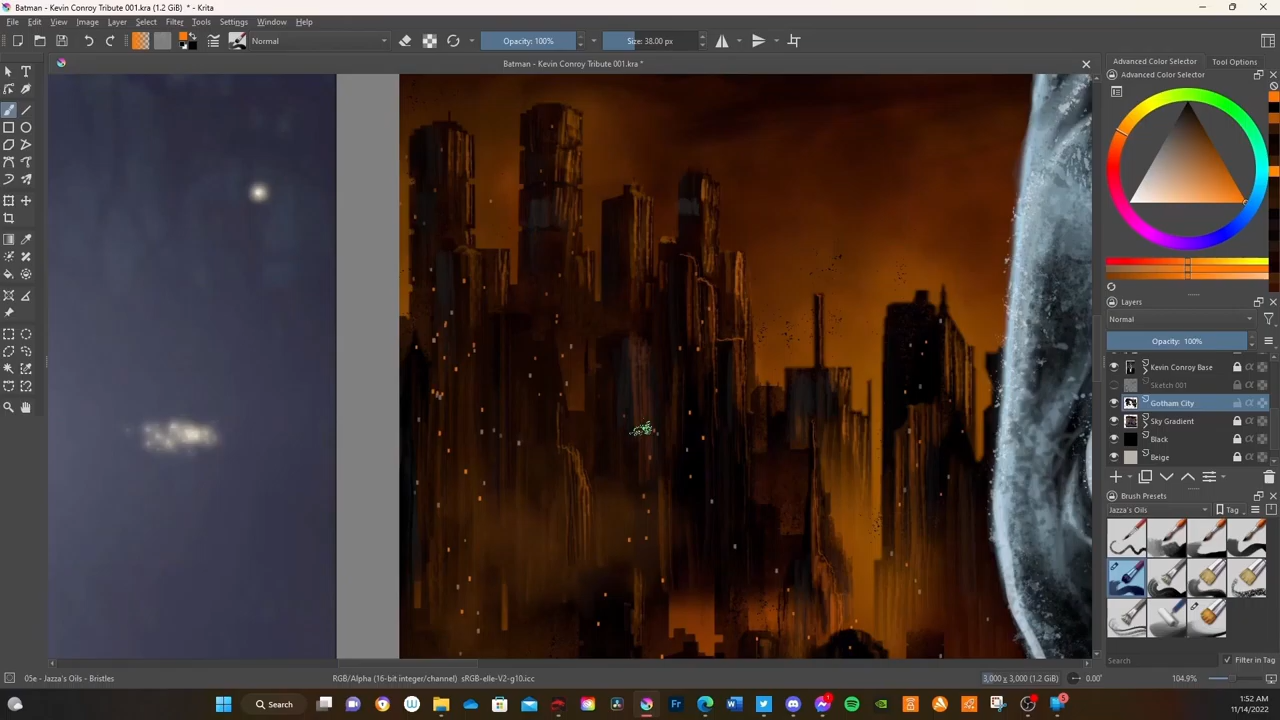 Batman - Kevin Conroy Tribute 001.kra (1.2 GiB) * - Krita
File Edit View Image Layer Select Filter Tools Settings Window Help
Normal
Opacity: 100%
Size: 38.00 px
Batman - Kevin Conroy Tribute 001.kra *
Advanced Color Selector
Tool Options
Advanced Color Selector
Layers
Normal
Opacity: 100%
Kevin Conroy Base
Sketch 001
Gotham City
Sky Gradient
Black
Beige
Brush Presets
Jazza's Oils
Tag
Search
Filter in Tag
05e - Jazza's Oils - Bristles
RGB/Alpha (16-bit integer/channel) sRGB-elle-V2-g10.icc
3,000 x 3,000 (1.2 GiB)
0.00°
104.9%
Search
1:52 AM
11/14/2022